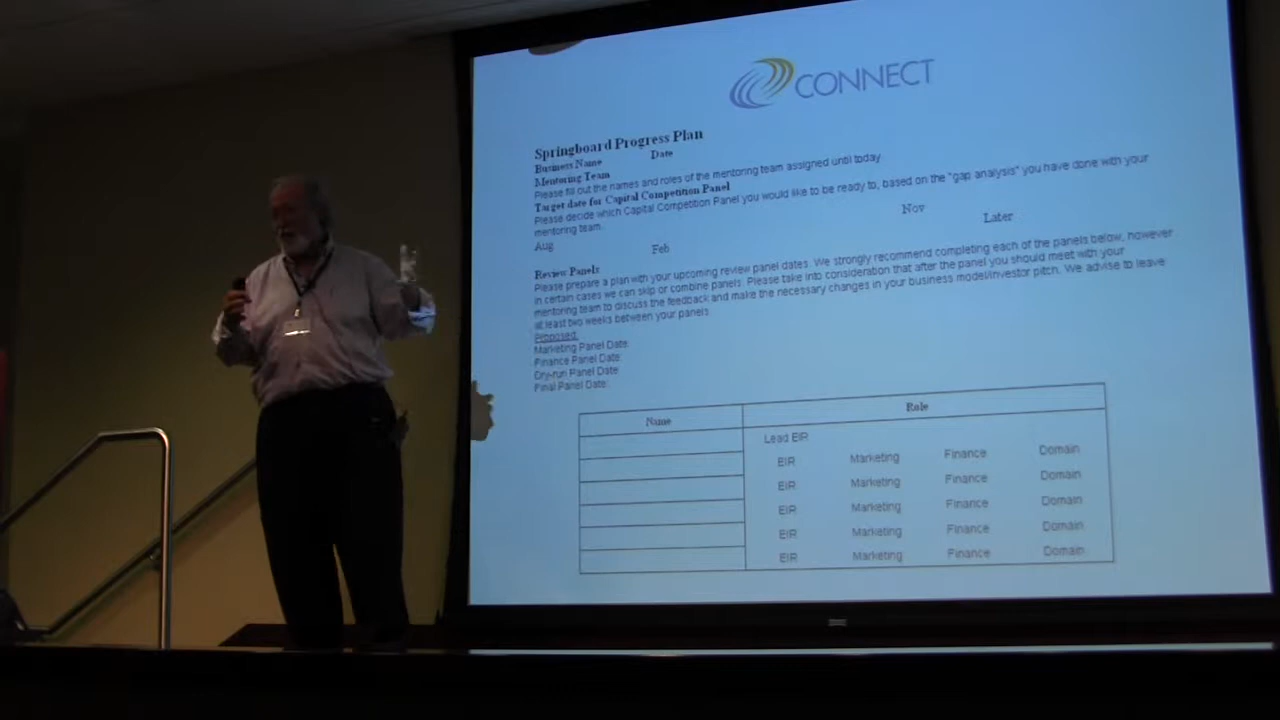 CONNECT
Springboard Progress Plan
Business Name Date
Mentoring Team
Please fill out the names and roles of the mentoring team assigned until today.
Target date for Capital Competition Panel
Please decide which Capital Competition Panel you would like to be ready to, based on the "gap analysis" you have done with your
mentoring team.
Aug Feb Nov Later
Review Panels
Please prepare a plan with your upcoming review panel dates. We strongly recommend completing each of the panels below, however
in certain cases we can skip or combine panels. Please take into consideration that after the panel you should meet with your
mentoring team to discuss the feedback and make the necessary changes in your business model/investor pitch. We advise to leave
at least two weeks between your panels.
Proposed:
Marketing Panel Date:
Finance Panel Date:
Dry-run Panel Date:
Final Panel Date:
Name Role
Lead EIR
EIR Marketing Finance Domain
EIR Marketing Finance Domain
EIR Marketing Finance Domain
EIR Marketing Finance Domain
EIR Marketing Finance Domain